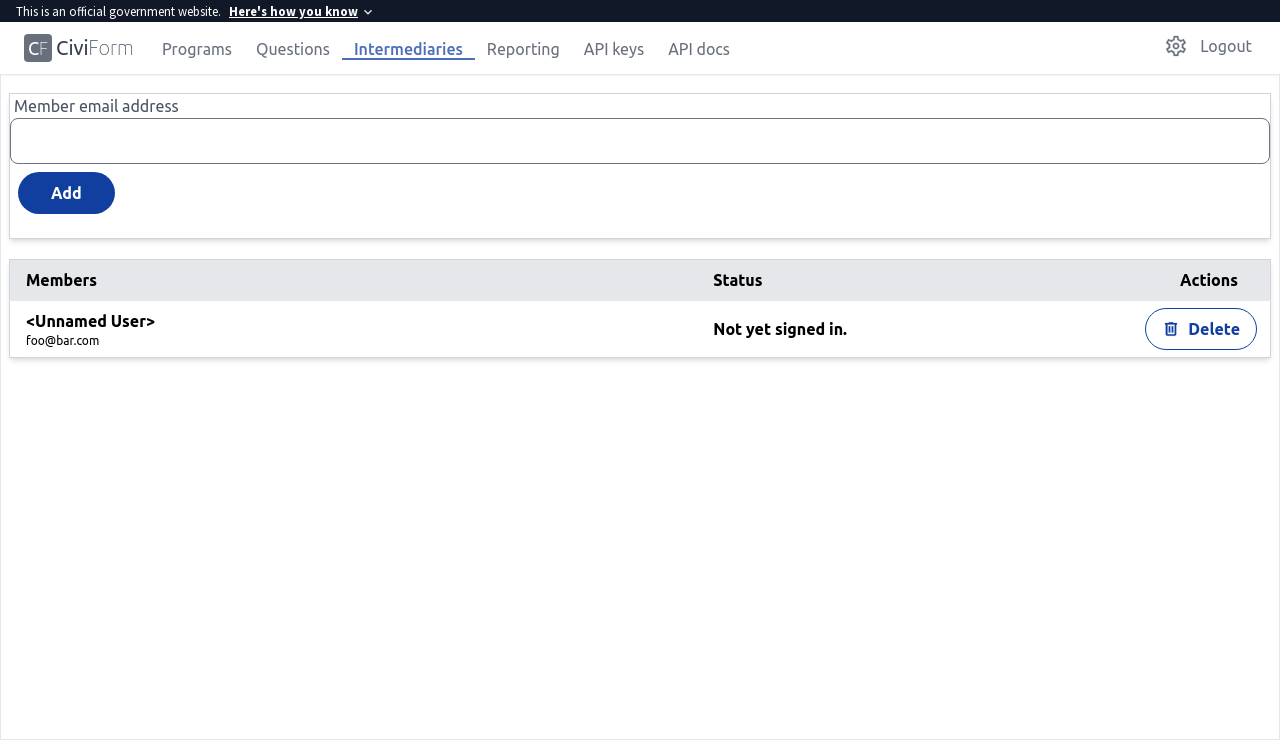 This is an official government website. Here's how you know
CF CiviForm Programs Questions Intermediaries Reporting API keys API docs Logout
Member email address
Add
Members Status Actions
<Unnamed User> Not yet signed in. Delete
foo@bar.com